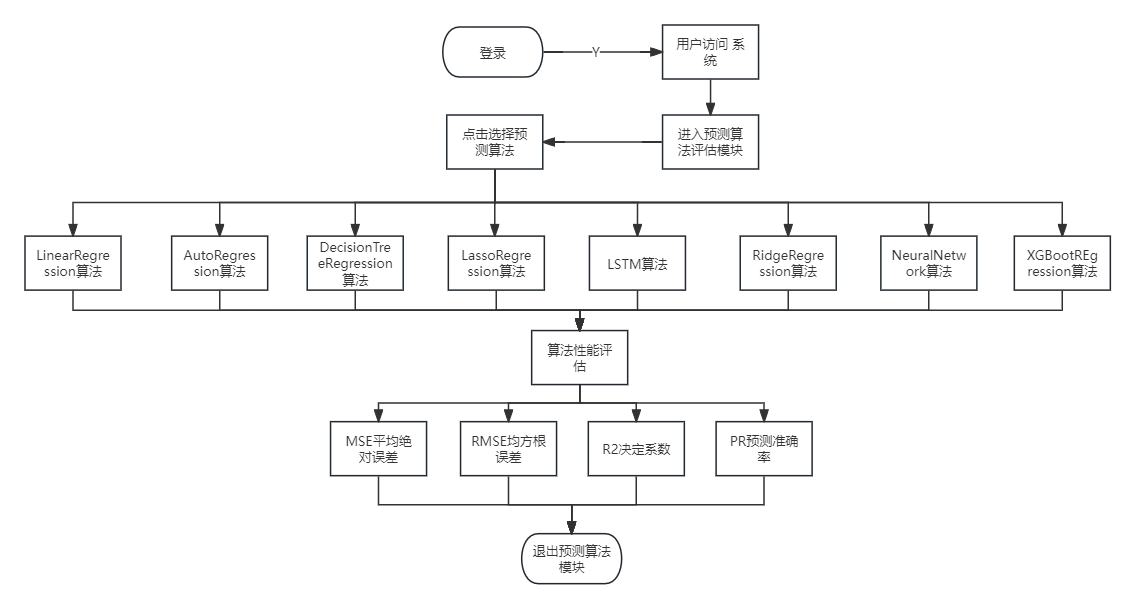 登录
Y
用户访问 系
统
点击选择预
测算法
进入预测算
法评估模块
LinearRegre
ssion算法
AutoRegres
sion算法
DecisionTre
eRegression
算法
LassoRegre
ssion算法
LSTM算法
RidgeRegre
ssion算法
NeuralNetw
ork算法
XGBootREg
ression算法
算法性能评
估
MSE平均绝
对误差
RMSE均方根
误差
R2决定系数
PR预测准确
率
退出预测算法
模块